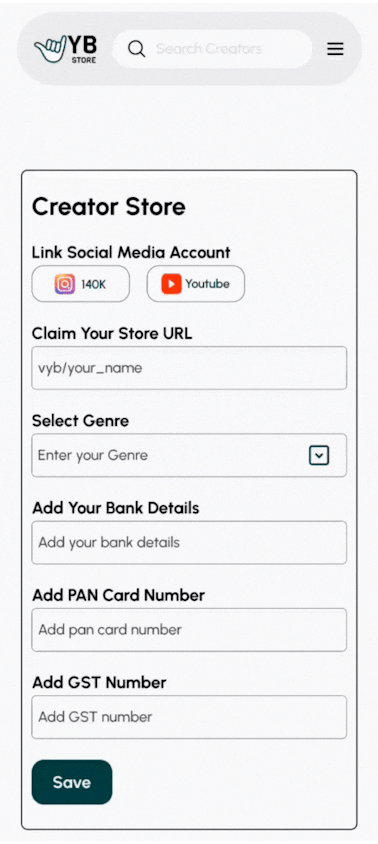 YB
STORE
Search Creators
Creator Store
Link Social Media Account
140K
Youtube
Claim Your Store URL
vyb/your_name
Select Genre
Enter your Genre
Add Your Bank Details
Add your bank details
Add PAN Card Number
Add pan card number
Add GST Number
Add GST number
Save